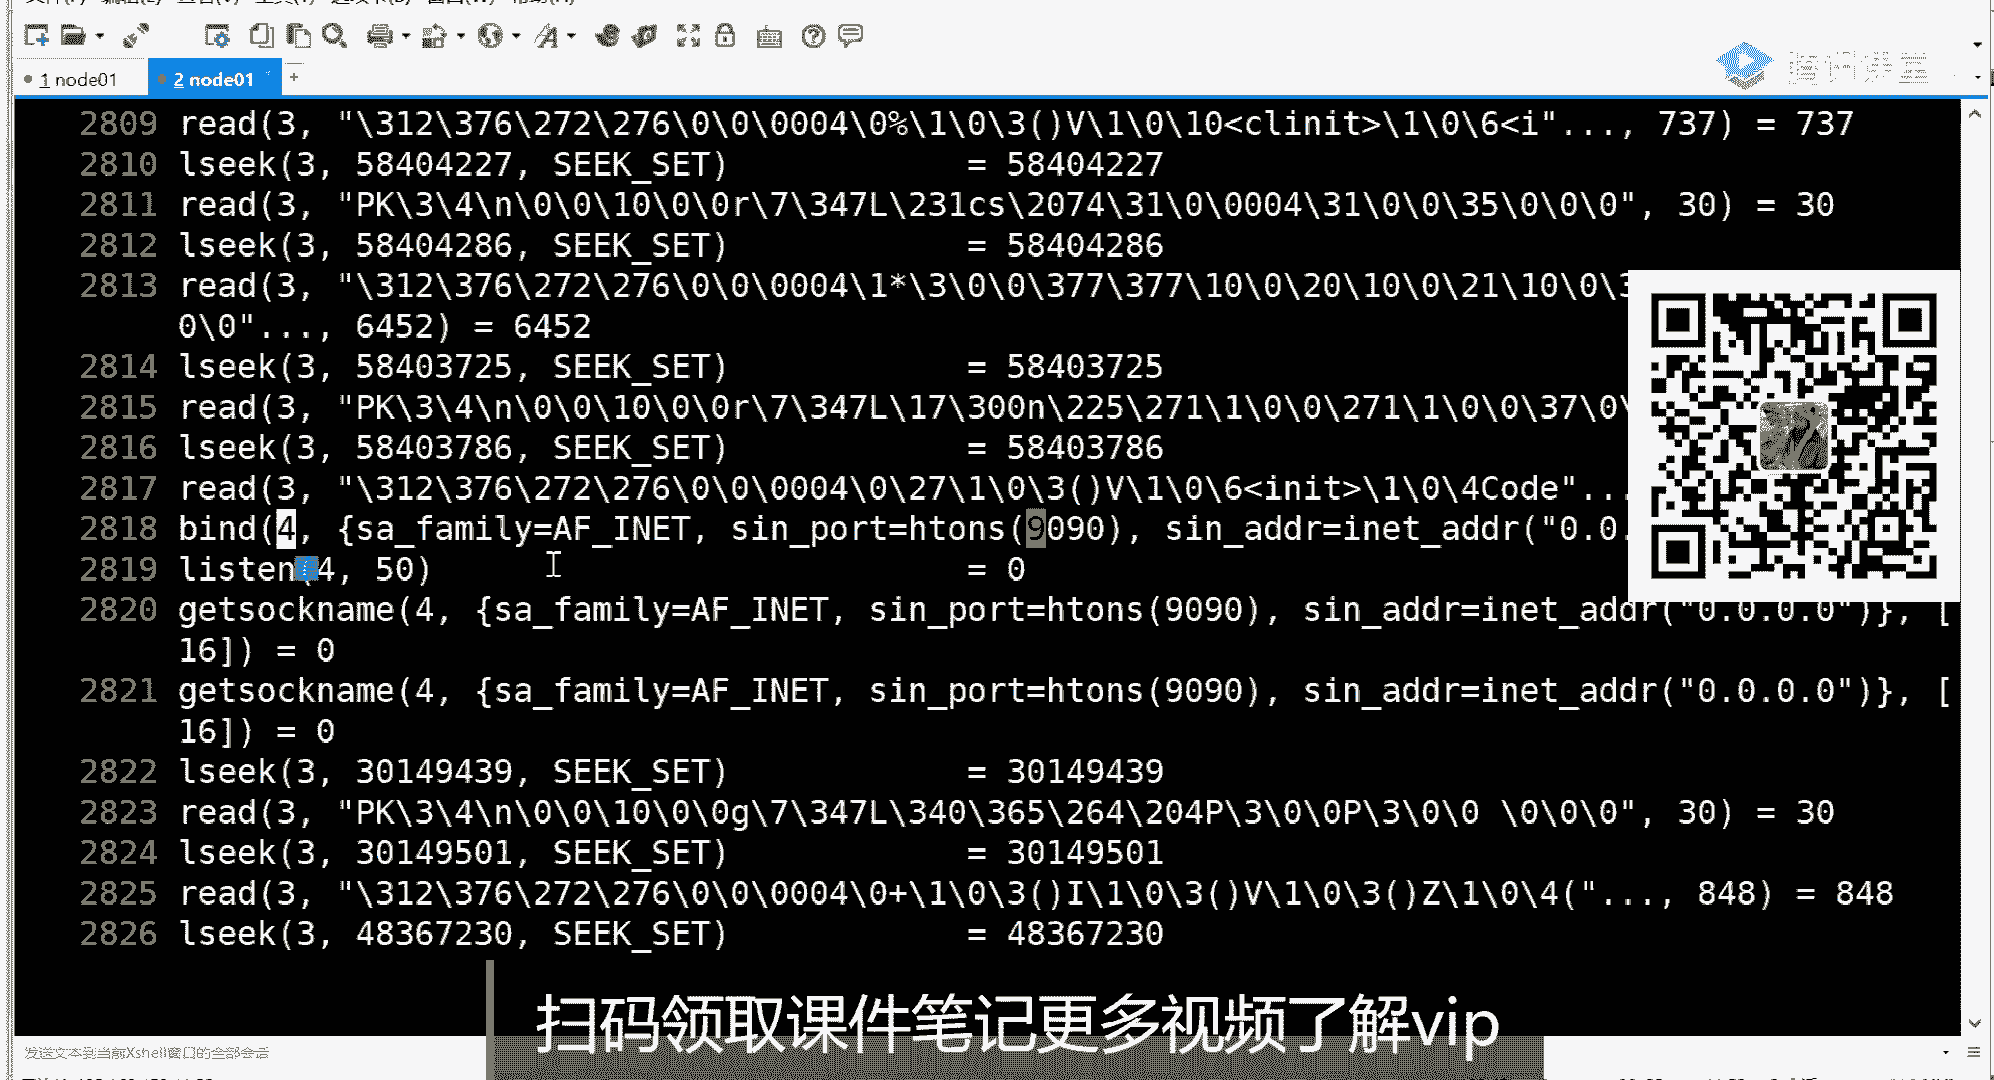 1 node01
2 node01
+
2809 read(3, "\312\376\272\276\0\0\0004\0%\1\0\3()V\1\0\10<clinit>\1\0\6<i"..., 737) = 737
2810 lseek(3, 58404227, SEEK_SET) = 58404227
2811 read(3, "PK\3\4\n\0\0\10\0\0r\7\347L\231cs\2074\31\0\0004\31\0\0\35\0\0\0", 30) = 30
2812 lseek(3, 58404286, SEEK_SET) = 58404286
2813 read(3, "\312\376\272\276\0\0\0004\1*\3\0\0\377\377\10\0\20\10\0\21\10\0\3
0\0"..., 6452) = 6452
2814 lseek(3, 58403725, SEEK_SET) = 58403725
2815 read(3, "PK\3\4\n\0\0\10\0\0r\7\347L\17\300n\225\271\1\0\0\271\1\0\0\37\0\
2816 lseek(3, 58403786, SEEK_SET) = 58403786
2817 read(3, "\312\376\272\276\0\0\0004\0\27\1\0\3()V\1\0\6<init>\1\0\4Code"...
2818 bind(4, {sa_family=AF_INET, sin_port=htons(9090), sin_addr=inet_addr("0.0.
2819 listen(4, 50) = 0
2820 getsockname(4, {sa_family=AF_INET, sin_port=htons(9090), sin_addr=inet_addr("0.0.0.0")}, [
16]) = 0
2821 getsockname(4, {sa_family=AF_INET, sin_port=htons(9090), sin_addr=inet_addr("0.0.0.0")}, [
16]) = 0
2822 lseek(3, 30149439, SEEK_SET) = 30149439
2823 read(3, "PK\3\4\n\0\0\10\0\0g\7\347L\340\365\264\204P\3\0\0P\3\0\0 \0\0\0", 30) = 30
2824 lseek(3, 30149501, SEEK_SET) = 30149501
2825 read(3, "\312\376\272\276\0\0\0004\0+\1\0\3()I\1\0\3()V\1\0\3()Z\1\0\4("..., 848) = 848
2826 lseek(3, 48367230, SEEK_SET) = 48367230
扫码领取课件笔记更多视频了解vip
发送文本到当前Xshell窗口的全部会话